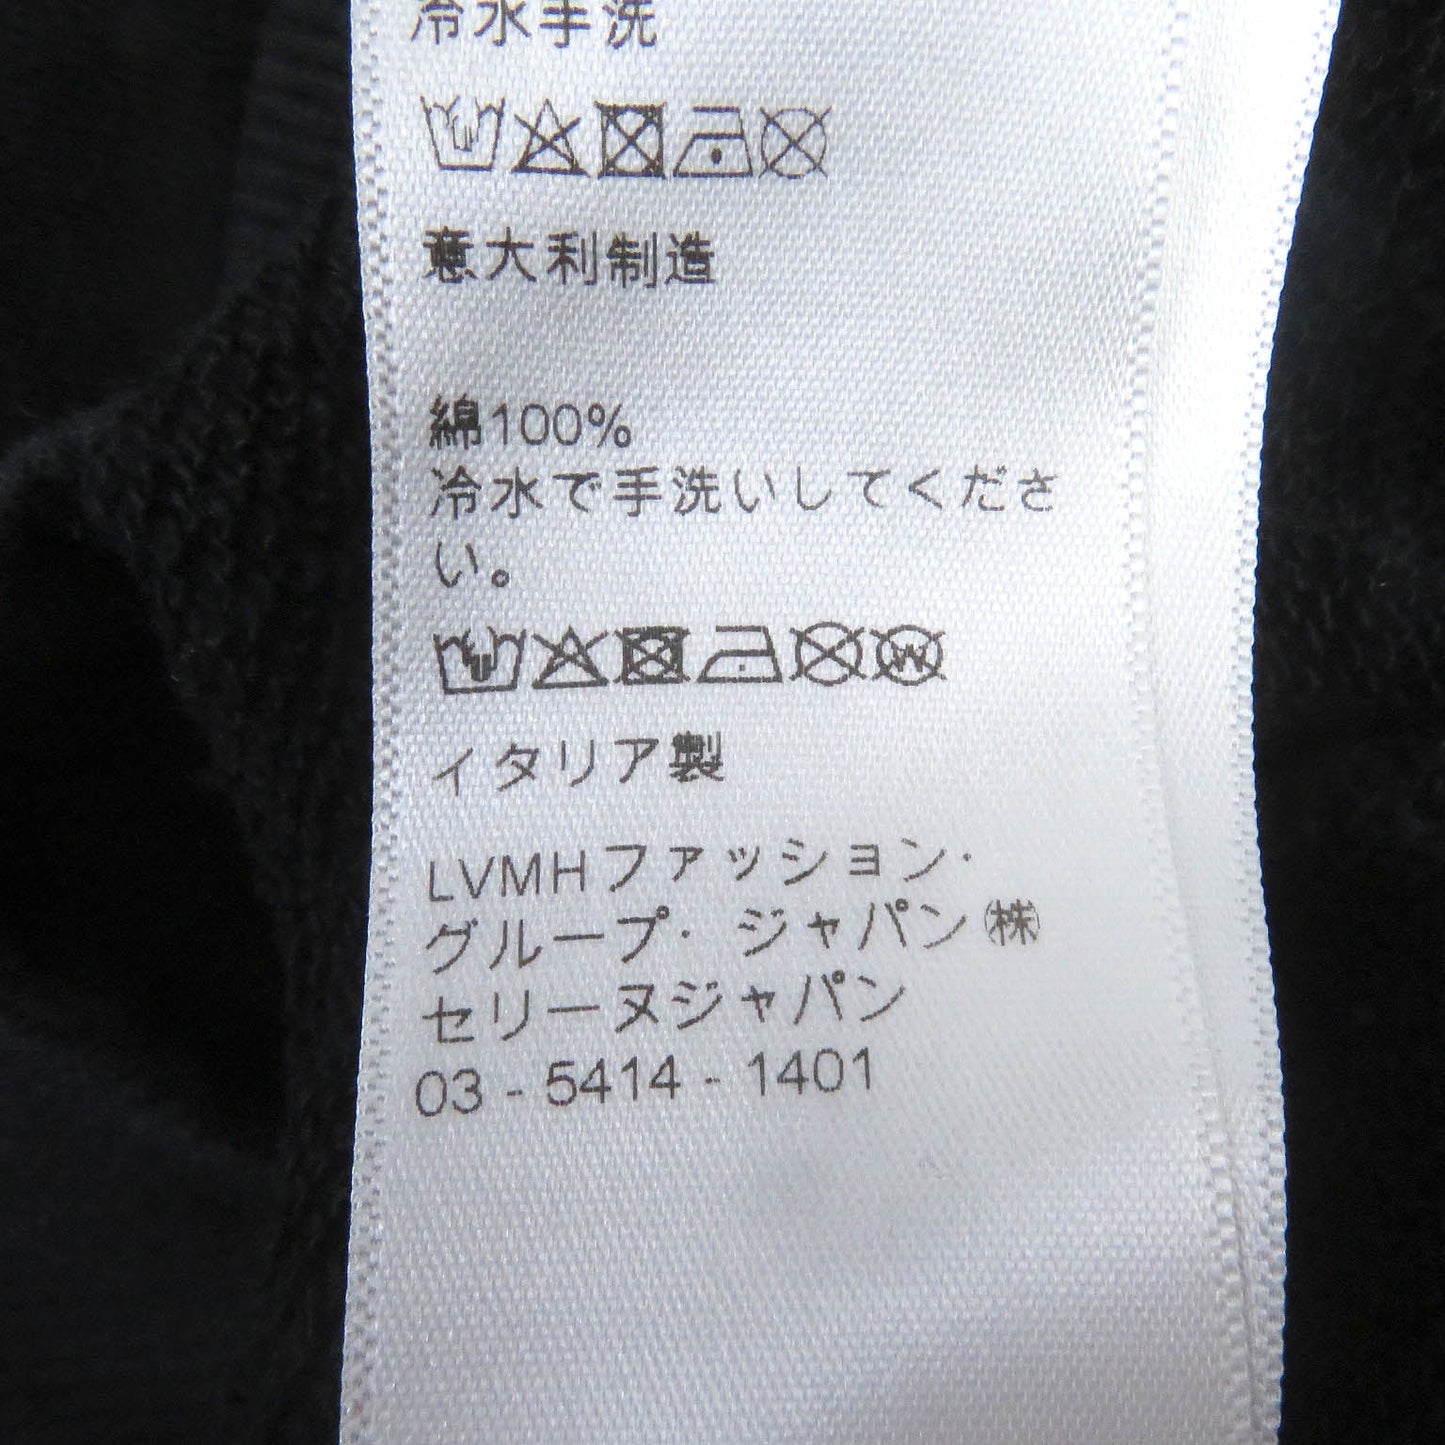 冷水手洗
意大利制造
綿100%
冷水で手洗いしてくださ
い。
W
イタリア製
LVMHファッション·
グループ· ジャパン㈱
セリーヌジャパン
03 - 5414 - 1401